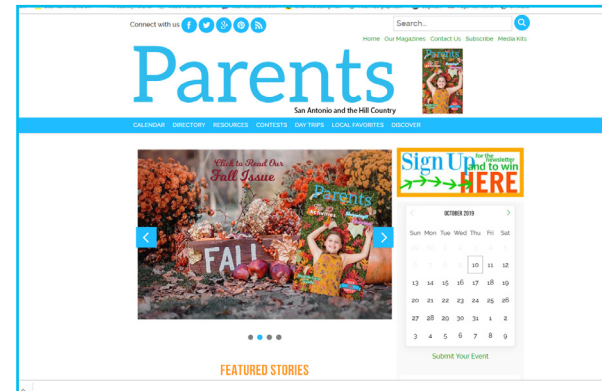 Connect with us
Search...
Home Our Magazines Contact Us Subscribe Media Kits
Parents
San Antonio and the Hill Country
CALENDAR DIRECTORY RESOURCES CONTESTS DAY TRIPS LOCAL FAVORITES DISCOVER
Click to Read Our
Fall Issue
Parents
FALL
Sign Up for the newsletter
and to win
HERE
OCTOBER 2019
Sun Mon Tue Wed Thu Fri Sat
10 11 12
13 14 15 16 17 18 19
20 21 22 23 24 25 26
27 28 29 30 31 1 2
3 4 5 6 7 8 9
Submit Your Event
FEATURED STORIES